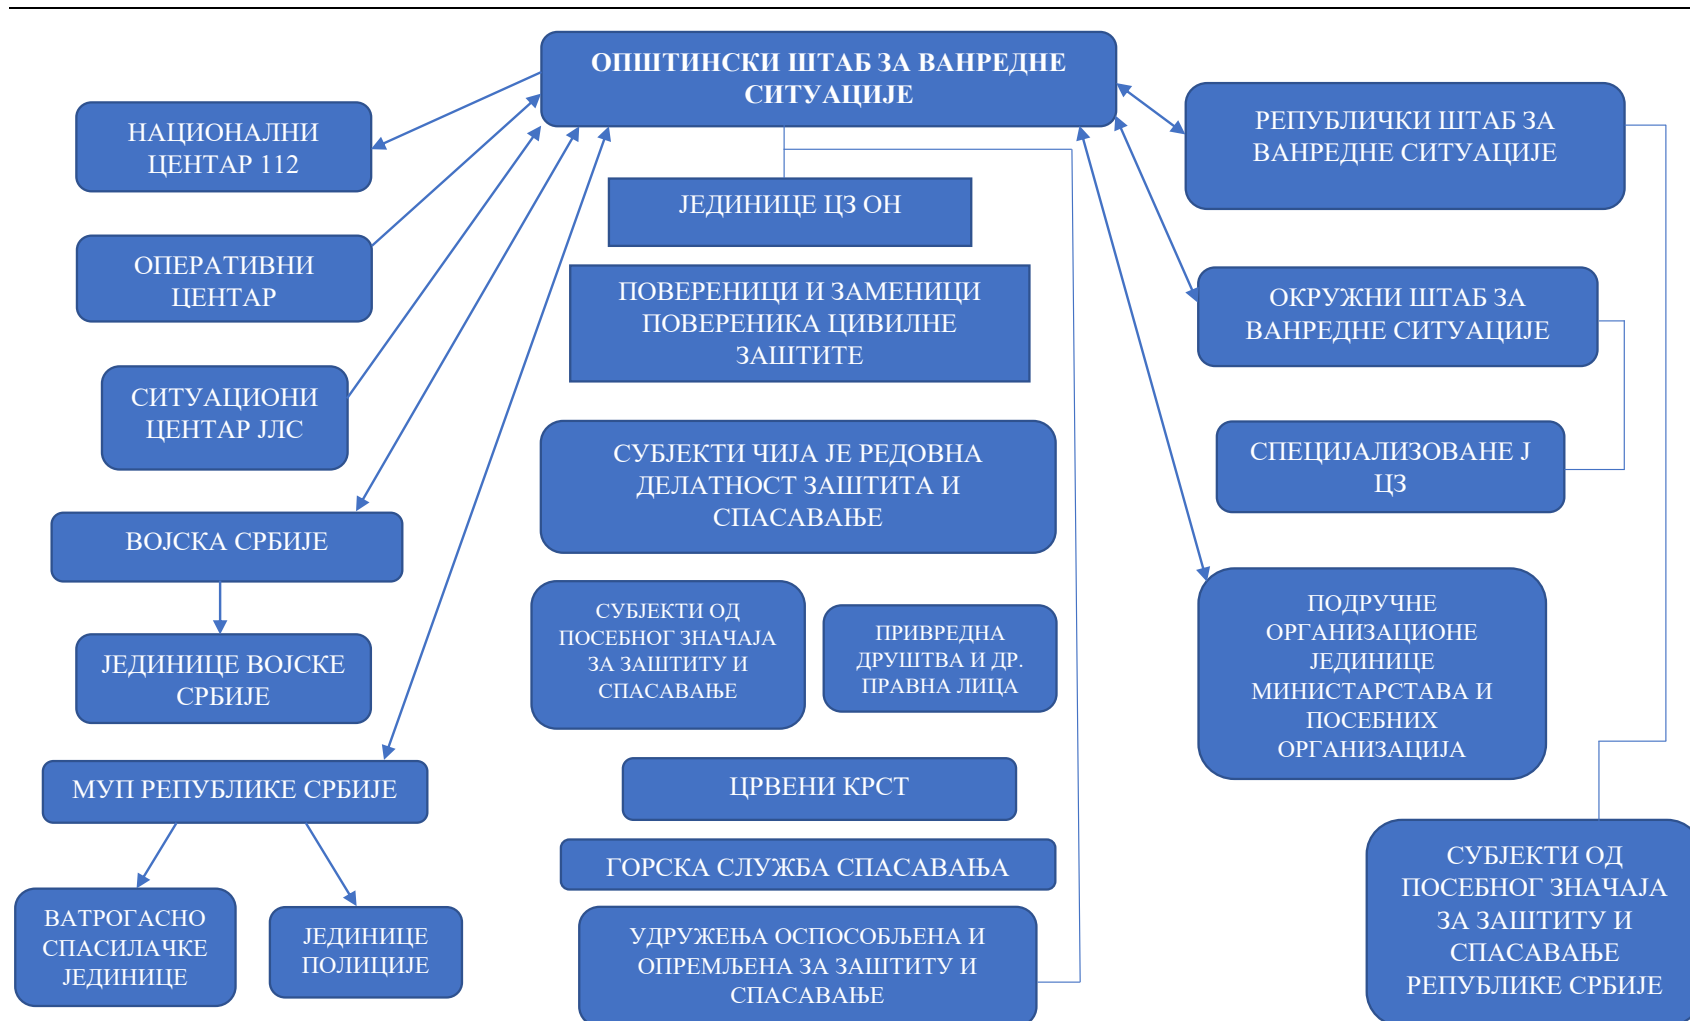 ОПШТИНСКИ ШТАБ ЗА ВАНРЕДНЕ
СИТУАЦИЈЕ
НАЦИОНАЛНИ
ЦЕНТАР 112
ОПЕРАТИВНИ
ЦЕНТАР
СИТУАЦИОНИ
ЦЕНТАР ЈЛС
ВОЈСКА СРБИЈЕ
ЈЕДИНИЦЕ ВОЈСКЕ
СРБИЈЕ
МУП РЕПУБЛИКЕ СРБИЈЕ
ВАТРОГАСНО
СПАСИЛАЧКЕ
ЈЕДИНИЦЕ
ЈЕДИНИЦЕ
ПОЛИЦИЈЕ
ЈЕДИНИЦЕ ЦЗ ОН
ПОВЕРЕНИЦИ И ЗАМЕНИЦИ
ПОВЕРЕНИКА ЦИВИЛНЕ
ЗАШТИТЕ
СУБЈЕКТИ ЧИЈА ЈЕ РЕДОВНА
ДЕЛАТНОСТ ЗАШТИТА И
СПАСАВАЊЕ
СУБЈЕКТИ ОД
ПОСЕБНОГ ЗНАЧАЈА
ЗА ЗАШТИТУ И
СПАСАВАЊЕ
ПРИВРЕДНА
ДРУШТВА И ДР.
ПРАВНА ЛИЦА
ЦРВЕНИ КРСТ
ГОРСКА СЛУЖБА СПАСАВАЊА
УДРУЖЕЊА ОСПОСОБЉЕНА И
ОПРЕМЉЕНА ЗА ЗАШТИТУ И
СПАСАВАЊЕ
РЕПУБЛИЧКИ ШТАБ ЗА
ВАНРЕДНЕ СИТУАЦИЈЕ
ОКРУЖНИ ШТАБ ЗА
ВАНРЕДНЕ СИТУАЦИЈЕ
СПЕЦИЈАЛИЗОВАНЕ Ј
ЦЗ
ПОДРУЧНЕ
ОРГАНИЗАЦИОНЕ
ЈЕДИНИЦЕ
МИНИСТАРСТАВА И
ПОСЕБНИХ
ОРГАНИЗАЦИЈА
СУБЈЕКТИ ОД
ПОСЕБНОГ ЗНАЧАЈА
ЗА ЗАШТИТУ И
СПАСАВАЊЕ
РЕПУБЛИКЕ СРБИЈЕ